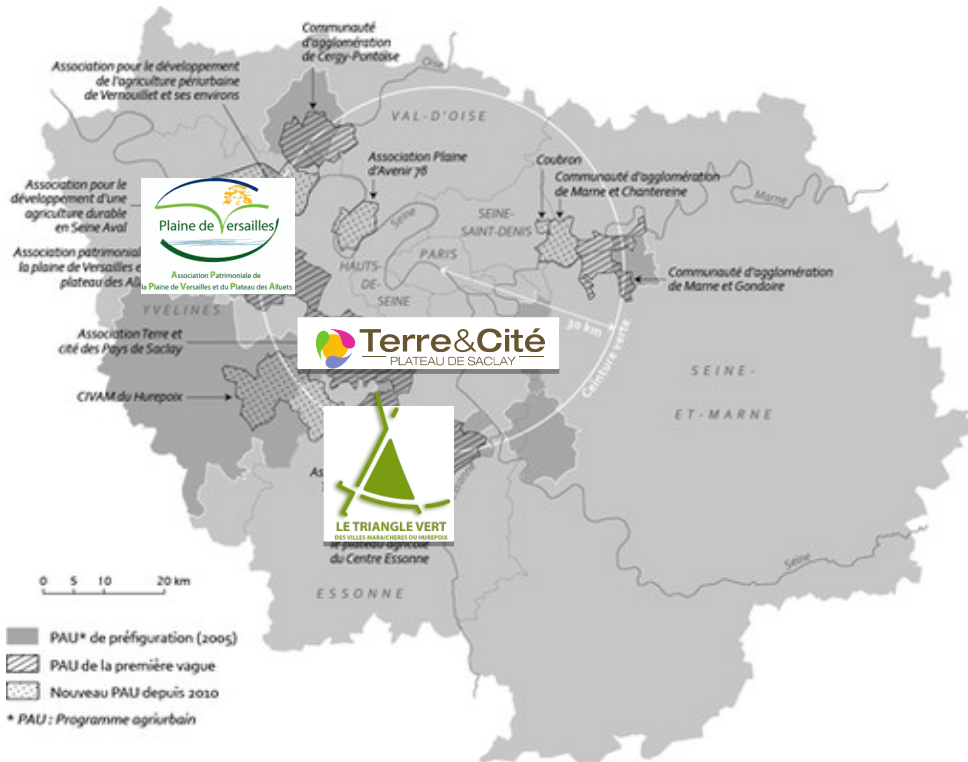 Communauté
d'agglomération
de Cergy-Pontoise
Association pour le développement
de l'agriculture périurbaine
de Vernouillet et ses environs
Oise
VAL-D'OISE
Association Plaine
d'Avenir 78
Coubron
Communauté d'agglomération
de Marne et Chantereine
Marne
Association pour le
développement d'une
agriculture durable
en Seine Aval
Plaine de Versailles
Association Patrimoniale de
la Plaine de Versailles et du Plateau des Alluets
Seine
SEINE-
SAINT-DENIS
PARIS
Association patrimonial
la plaine de Versailles e
plateau des Allu
HAUTS-
DE-
SEINE
Communauté d'agglomération
de Marne et Gondoire
YVELINES
30 km
Ceinture verte
Association Terre et
cité des Pays de Saclay
Terre&Cité
PLATEAU DE SACLAY
SEINE-
ET-MARNE
CIVAM du Hurepoix
As
LE TRIANGLE VERT
DES VILLES MARAICHERES DU HUREPOIX
le plateau agricole
du Centre Essonne
Seine
ESSONNE
0 5 10 20 km
PAU* de préfiguration (2005)
PAU de la première vague
Nouveau PAU depuis 2010
* PAU : Programme agriurbain